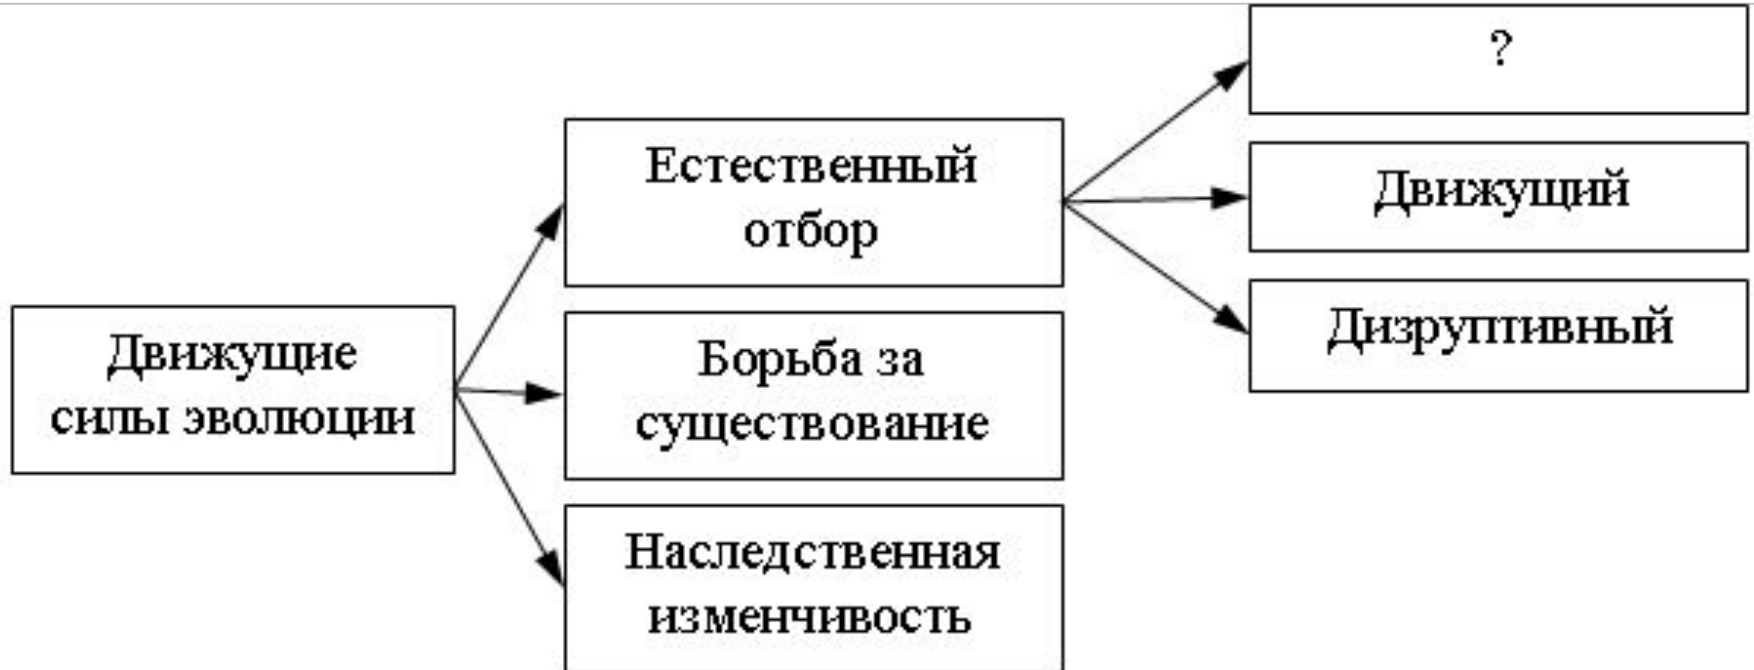 ?
Естественный
отбор
Движущий
Дизруптивный
Движущие
силы эволюции
Борьба за
существование
Наследственная
изменчивость